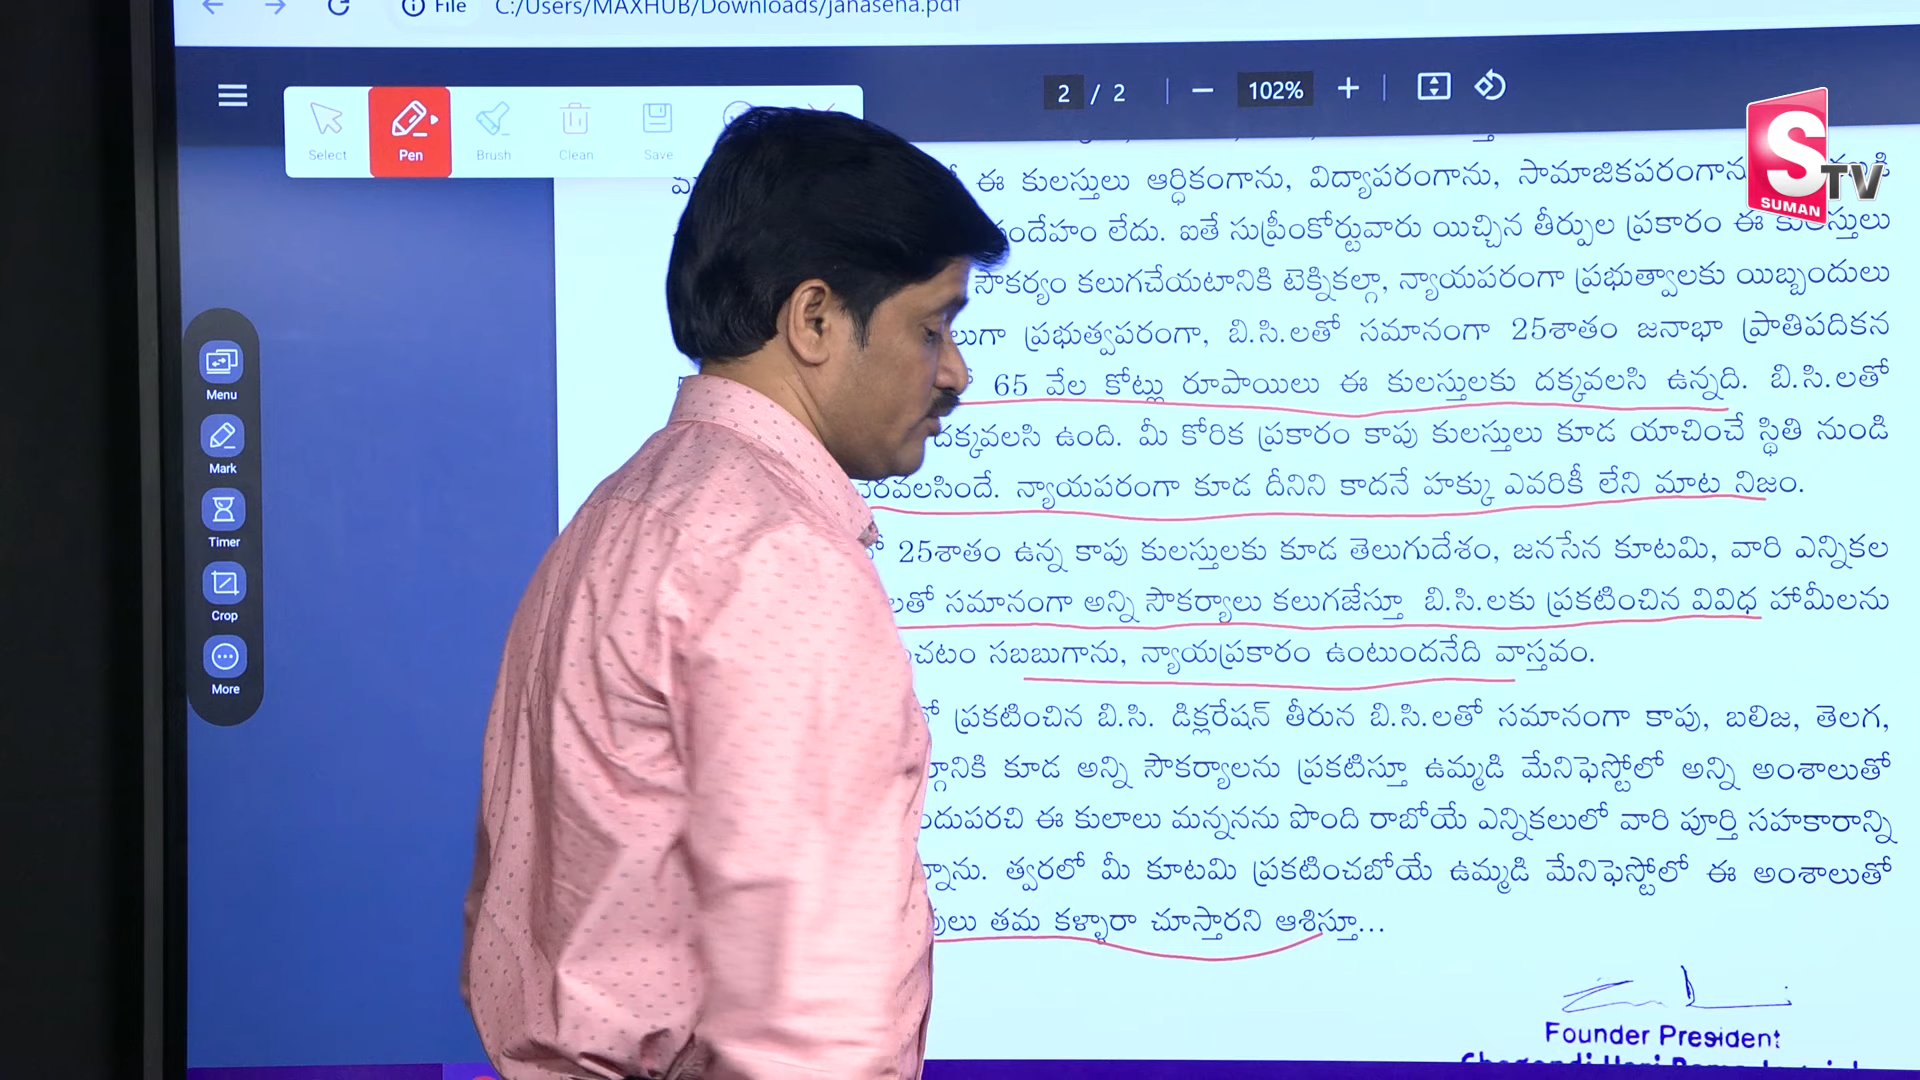 File C:/Users/MAXHUB/Downloads/janasena.pdf
2 / 2 102%
Select Pen Brush Clean Save
S TV SUMAN
ఈ కులస్తులు ఆర్ధికంగాను, విద్యాపరంగాను, సామాజికపరంగాను
సందేహం లేదు. ఐతే సుప్రీంకోర్టువారు యిచ్చిన తీర్పుల ప్రకారం ఈ కులస్తులు
సౌకర్యం కలుగచేయటానికి టెక్నికల్గా, న్యాయపరంగా ప్రభుత్వాలకు యిబ్బందులు
లుగా ప్రభుత్వపరంగా, బి.సి.లతో సమానంగా 25శాతం జనాభా ప్రాతిపదికన
65 వేల కోట్లు రూపాయిలు ఈ కులస్తులకు దక్కవలసి ఉన్నది. బి.సి.లతో
దక్కవలసి ఉంది. మీ కోరిక ప్రకారం కాపు కులస్తులు కూడ యాచించే స్థితి నుండి
చేరవలసిందే. న్యాయపరంగా కూడ దీనిని కాదనే హక్కు ఎవరికీ లేని మాట నిజం.
25శాతం ఉన్న కాపు కులస్తులకు కూడ తెలుగుదేశం, జనసేన కూటమి, వారి ఎన్నికల
లతో సమానంగా అన్ని సౌకర్యాలు కలుగజేస్తూ బి.సి.లకు ప్రకటించిన వివిధ హామీలను
చటం సబబుగాను, న్యాయప్రకారం ఉంటుందనేది వాస్తవం.
లో ప్రకటించిన బి.సి. డిక్లరేషన్ తీరున బి.సి.లతో సమానంగా కాపు, బలిజ, తెలగ,
ర్గానికి కూడ అన్ని సౌకర్యాలను ప్రకటిస్తూ ఉమ్మడి మేనిఫెస్టోలో అన్ని అంశాలుతో
ందుపరచి ఈ కులాలు మన్ననను పొంది రాబోయే ఎన్నికలులో వారి పూర్తి సహకారాన్ని
న్నాను. త్వరలో మీ కూటమి ప్రకటించబోయే ఉమ్మడి మేనిఫెస్టోలో ఈ అంశాలుతో
పులు తమ కళ్ళారా చూస్తారని ఆశిస్తూ...
Menu
Mark
Timer
Crop
More
Founder President